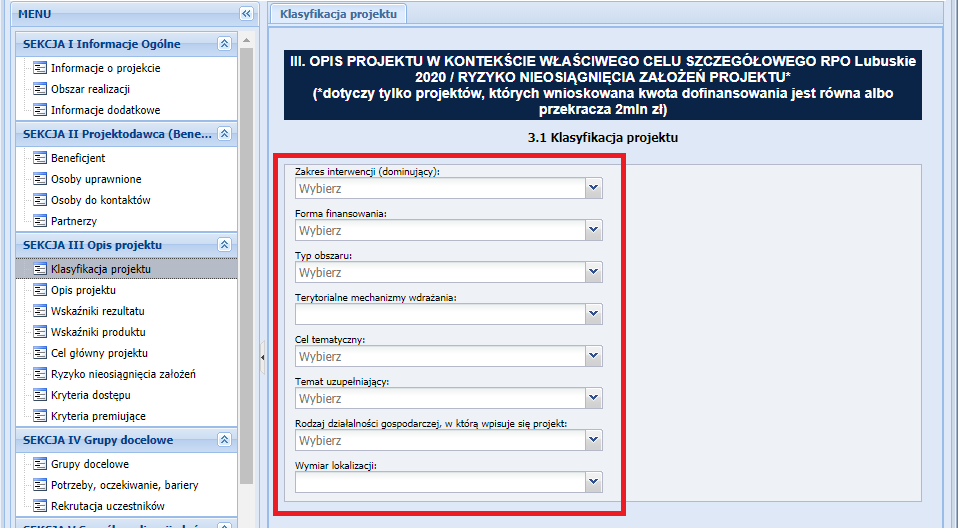 MENU
SEKCJA I Informacje Ogólne
Informacje o projekcie
Obszar realizacji
Informacje dodatkowe
SEKCJA II Projektodawca (Bene...
Beneficjent
Osoby uprawnione
Osoby do kontaktów
Partnerzy
SEKCJA III Opis projektu
Klasyfikacja projektu
Opis projektu
Wskaźniki rezultatu
Wskaźniki produktu
Cel główny projektu
Ryzyko nieosiągnięcia założeń
Kryteria dostępu
Kryteria premiujące
SEKCJA IV Grupy docelowe
Grupy docelowe
Potrzeby, oczekiwanie, bariery
Rekrutacja uczestników
Klasyfikacja projektu
III. OPIS PROJEKTU W KONTEKŚCIE WŁAŚCIWEGO CELU SZCZEGÓŁOWEGO RPO Lubuskie
2020 / RYZYKO NIEOSIĄGNIĘCIA ZAŁOŻEŃ PROJEKTU*
(*dotyczy tylko projektów, których wnioskowana kwota dofinansowania jest równa albo
przekracza 2mln zł)
3.1 Klasyfikacja projektu
Zakres interwencji (dominujący):
Wybierz
Forma finansowania:
Wybierz
Typ obszaru:
Wybierz
Terytorialne mechanizmy wdrażania:
Cel tematyczny:
Wybierz
Temat uzupełniający:
Wybierz
Rodzaj działalności gospodarczej, w którą wpisuje się projekt:
Wybierz
Wymiar lokalizacji: